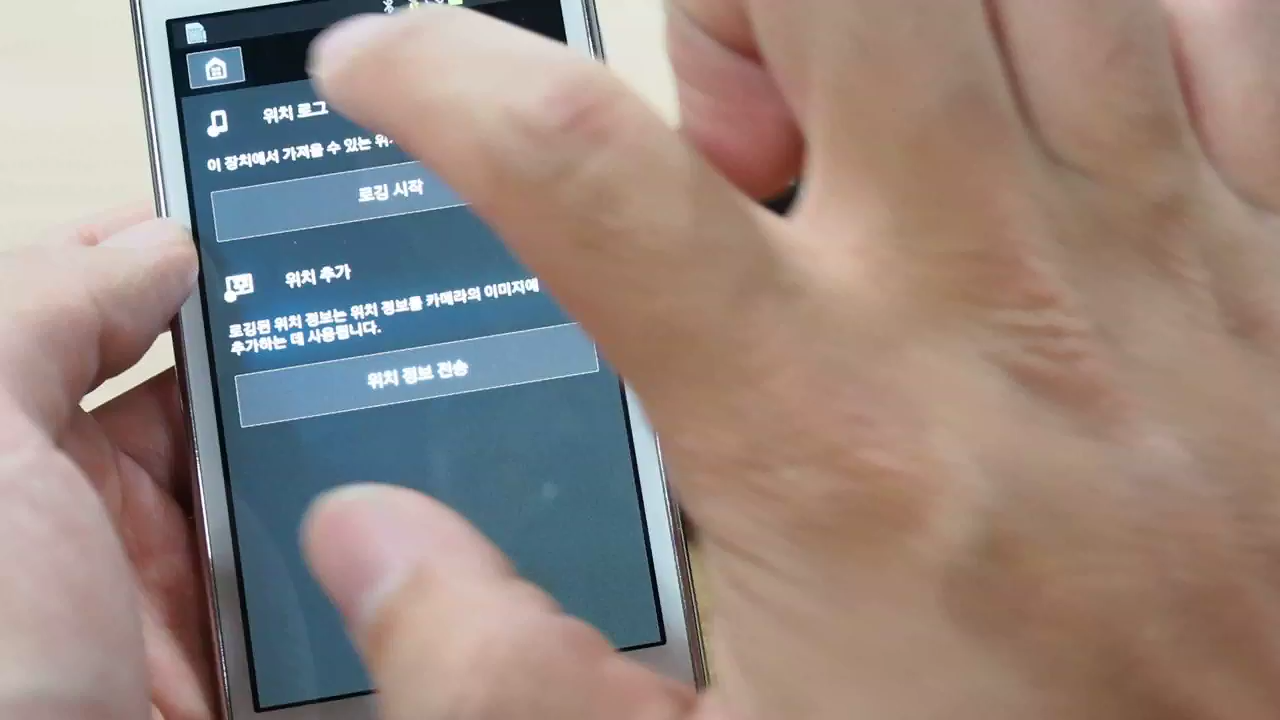 위치 로그
이 장치에서 가져올 수 있는
로깅 시작
위치 추가
로깅된 위치 정보는 위치 정보를 카메라의 이미지에
추가하는 데 사용됩니다.
위치 정보 전송